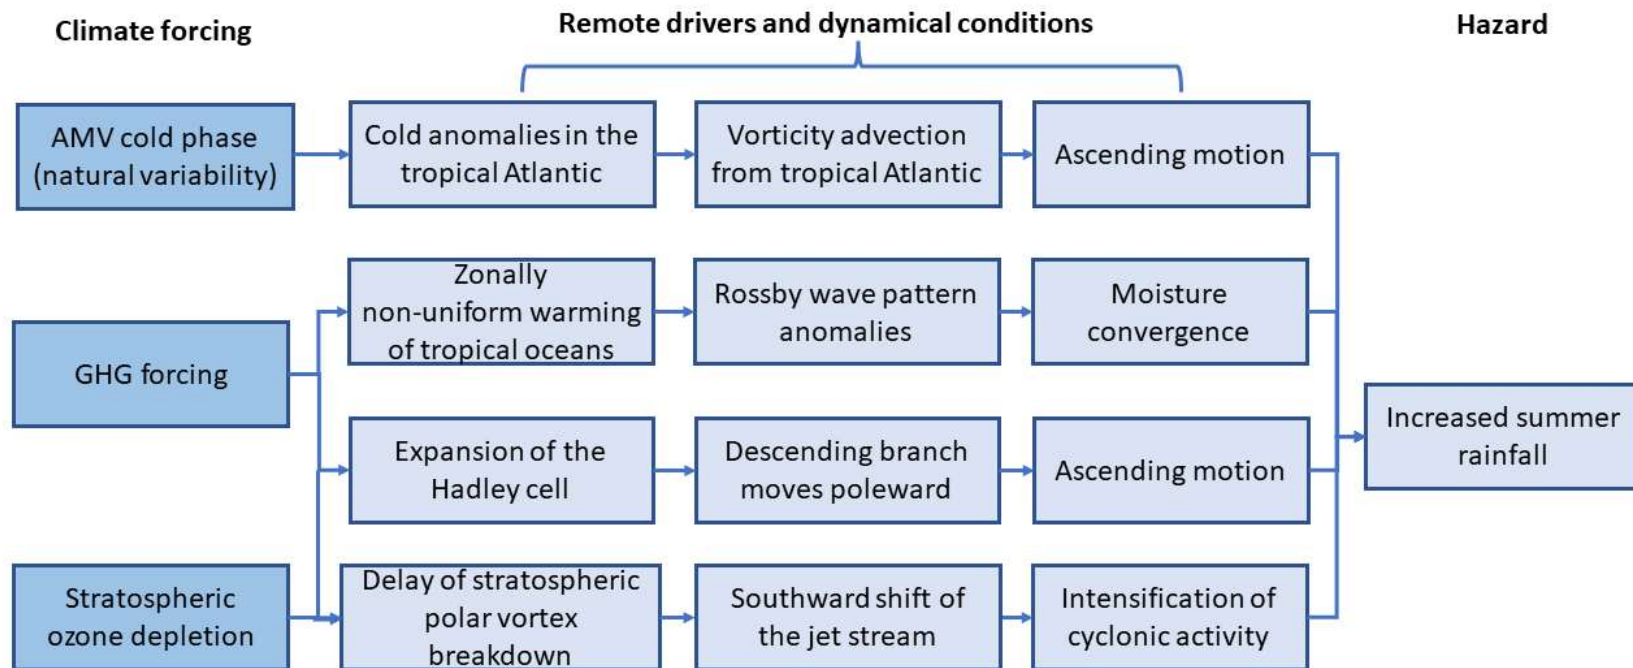 Climate forcing
Remote drivers and dynamical conditions
Hazard
AMV cold phase
(natural variability)
Cold anomalies in the
tropical Atlantic
Vorticity advection
from tropical Atlantic
Ascending motion
Zonally
non-uniform warming
of tropical oceans
Rossby wave pattern
anomalies
Moisture
convergence
GHG forcing
Expansion of the
Hadley cell
Descending branch
moves poleward
Ascending motion
Increased summer
rainfall
Stratospheric
ozone depletion
Delay of stratospheric
polar vortex
breakdown
Southward shift of
the jet stream
Intensification of
cyclonic activity